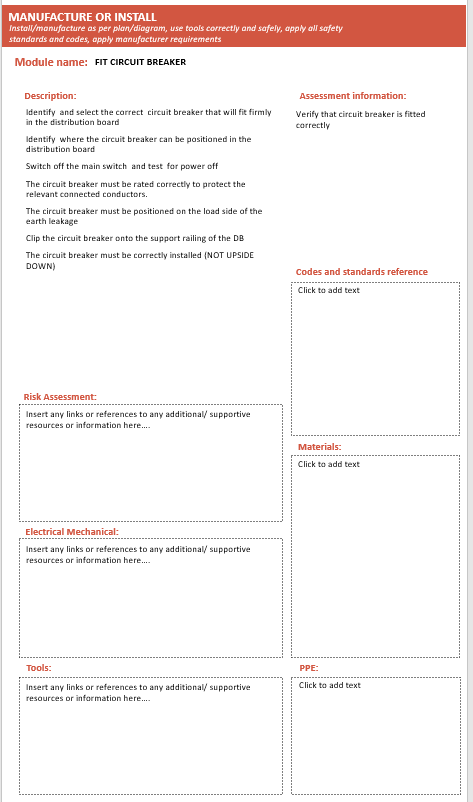 MANUFACTURE OR INSTALL
Install/manufacture as per plan/diagram, use tools correctly and safely, apply all safety
standards and codes, apply manufacturer requirements
Module name: FIT CIRCUIT BREAKER
Description:
Identify and select the correct circuit breaker that will fit firmly
in the distribution board
Identify where the circuit breaker can be positioned in the
distribution board
Switch off the main switch and test for power off
The circuit breaker must be rated correctly to protect the
relevant connected conductors.
The circuit breaker must be positioned on the load side of the
earth leakage
Clip the circuit breaker onto the support railing of the DB
The circuit breaker must be correctly installed (NOT UPSIDE
DOWN)
Assessment information:
Verify that circuit breaker is fitted
correctly
Codes and standards reference
Click to add text
Risk Assessment:
Insert any links or references to any additional/ supportive
resources or information here....
Materials:
Click to add text
Electrical Mechanical:
Insert any links or references to any additional/ supportive
resources or information here....
Tools:
Insert any links or references to any additional/ supportive
resources or information here....
PPE:
Click to add text